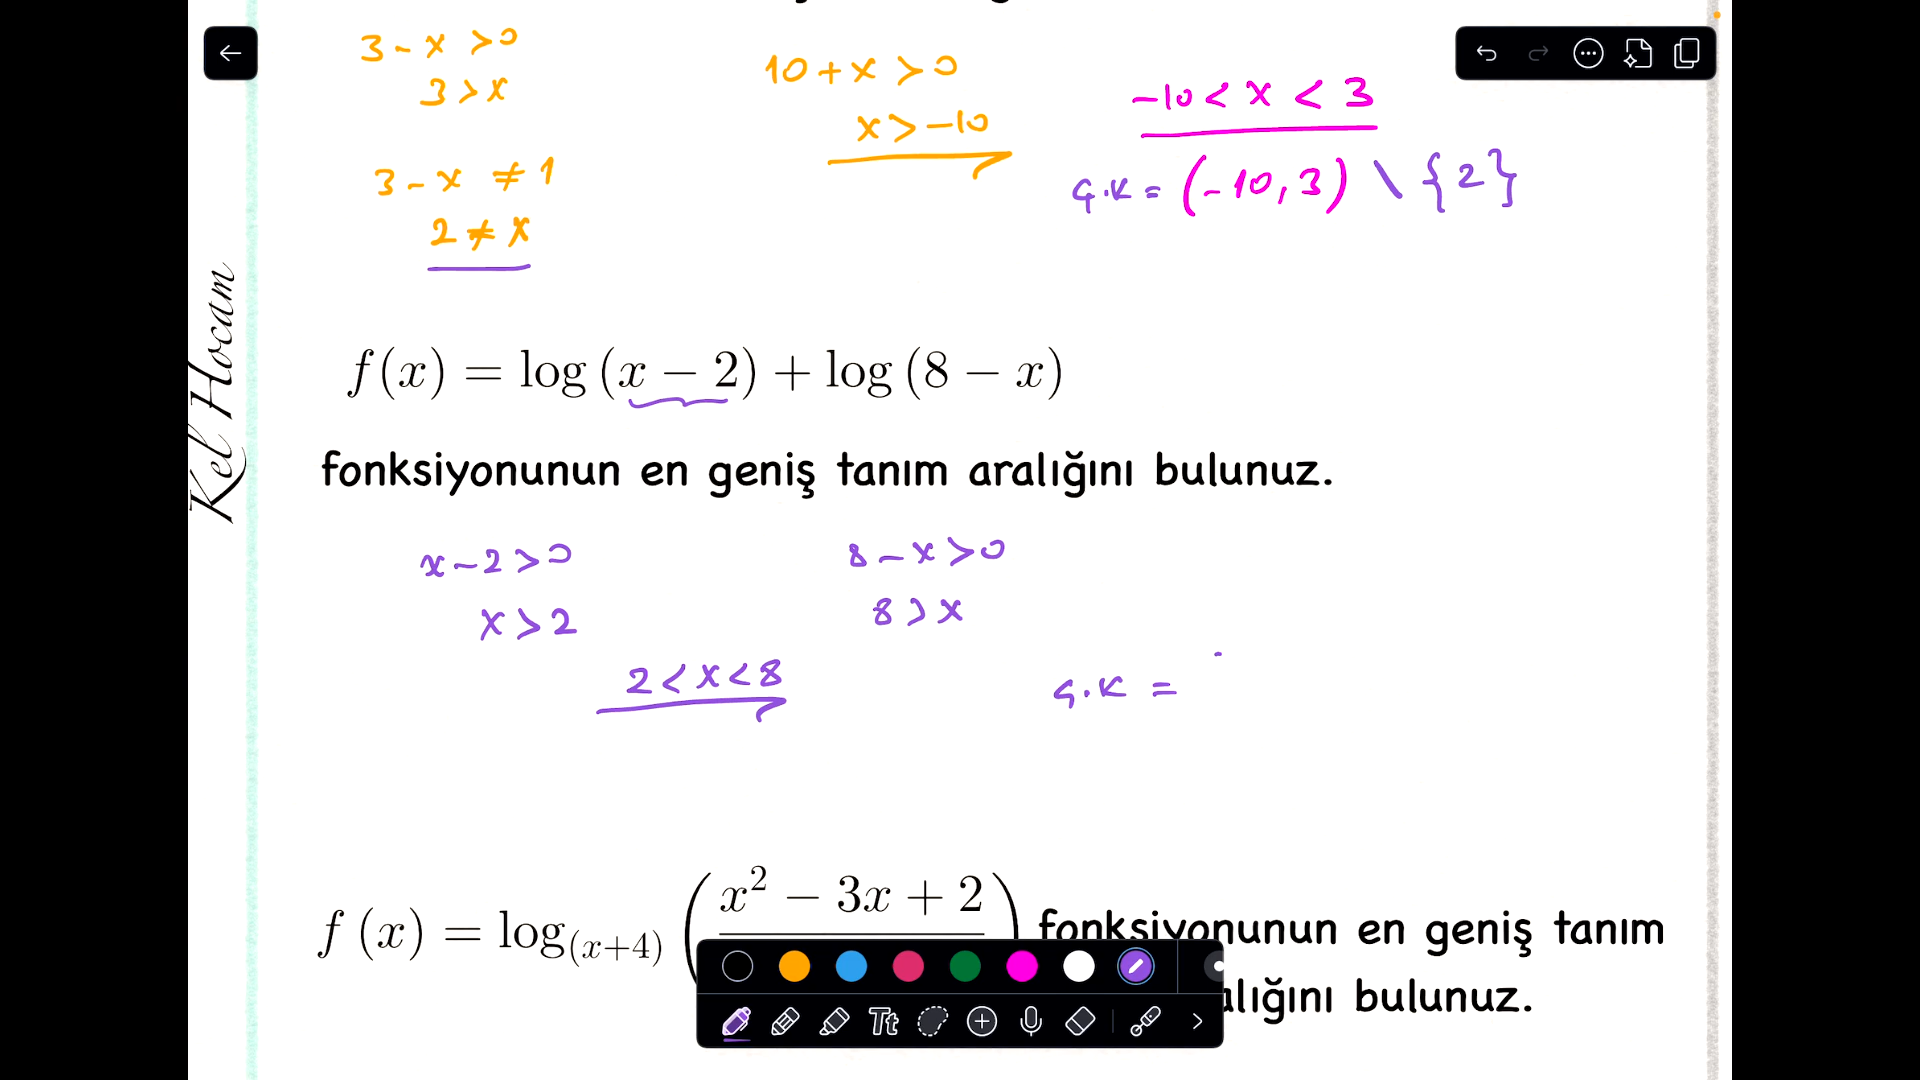 3 - x > 0
3 > x
3 - x ≠ 1
2 ≠ x
10 + x > 0
x > -10
-10 < x < 3
Ç.K = (-10, 3) \ {2}
Kel Hocam
f(x) = log (x - 2) + log (8 - x)
fonksiyonunun en geniş tanım aralığını bulunuz.
x - 2 > 0
x > 2
8 - x > 0
8 > x
2 < x < 8
Ç.K =
f (x) = log(x+4) (x² - 3x + 2) fonksiyonunun en geniş tanım
alığını bulunuz.
Tt